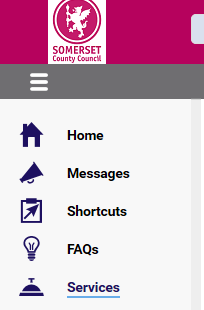 SOMERSET
County Council
Home
Messages
Shortcuts
FAQs
Services